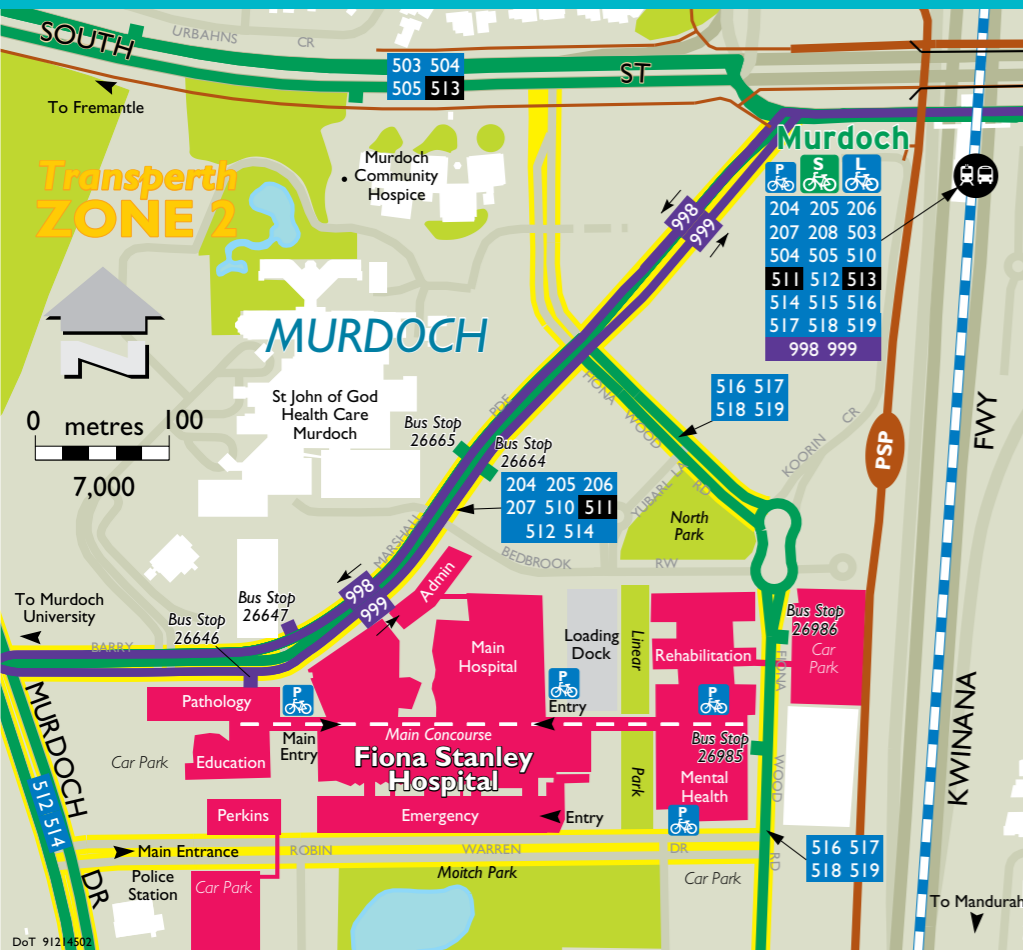 SOUTH
URBAHNS
CR
503 504
505 513
ST
To Fremantle
Transperth
ZONE 2
Murdoch
Community
Hospice
Murdoch
P
S
L
204 205 206
207 208 503
504 505 510
511 512 513
514 515 516
517 518 519
998 999
998
999
N
MURDOCH
0 metres 100
7,000
St John of God
Health Care
Murdoch
Bus Stop
26665
PDE
Bus Stop
26664
FIONA WOOD RD
516 517
518 519
KOORIN CR
PSP
FWY
204 205 206
207 510 511
512 514
YUBARL LA
North
Park
MARSHALL
BEDBROOK RW
998
999
Admin
To Murdoch
University
Bus Stop
26647
Bus Stop
26646
BARRY
Main
Hospital
Loading
Dock
Linear
Rehabilitation
Bus Stop
26986
Car
Park
FIONA
Pathology
P
P
Entry
P
MURDOCH
Main
Entry
Main Concourse
Fiona Stanley
Hospital
Bus Stop
26985
KWINANA
Car Park
Education
Park
Mental
Health
WOOD
512 514
Perkins
Emergency
Entry
P
Main Entrance
ROBIN WARREN DR
RD
516 517
518 519
Police
Station
Car Park
Moitch Park
Car Park
DR
To Mandurah
DoT 91214502